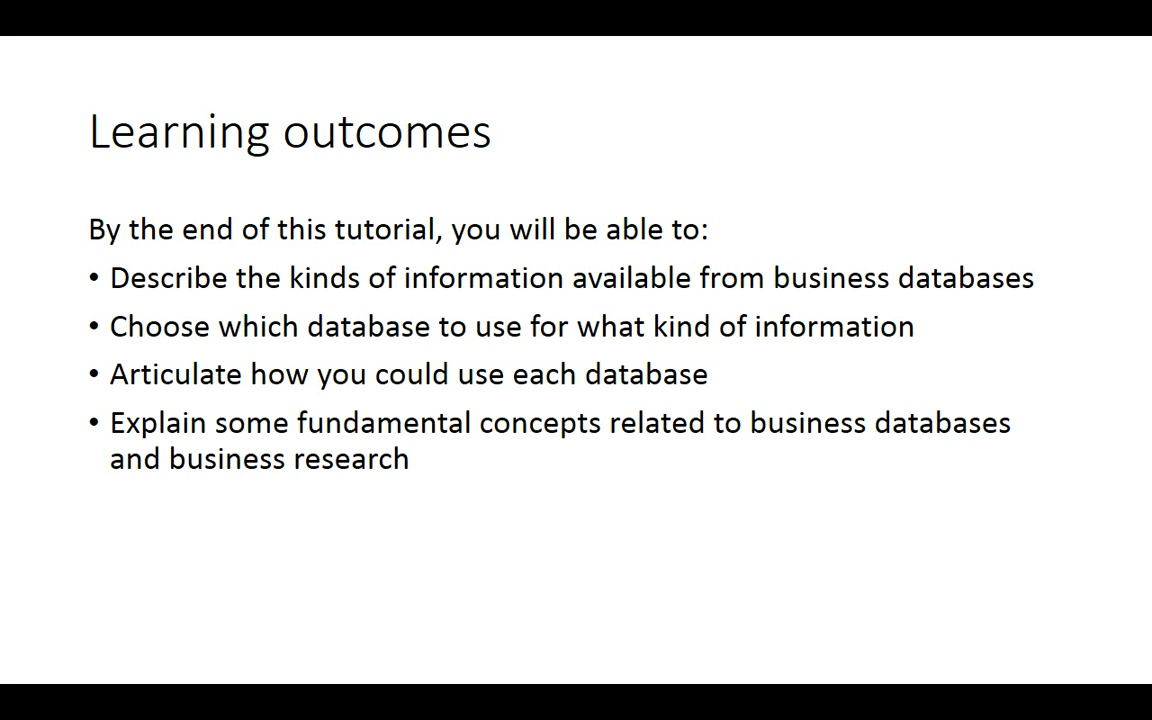 Learning outcomes
By the end of this tutorial, you will be able to:
• Describe the kinds of information available from business databases
• Choose which database to use for what kind of information
• Articulate how you could use each database
• Explain some fundamental concepts related to business databases
and business research